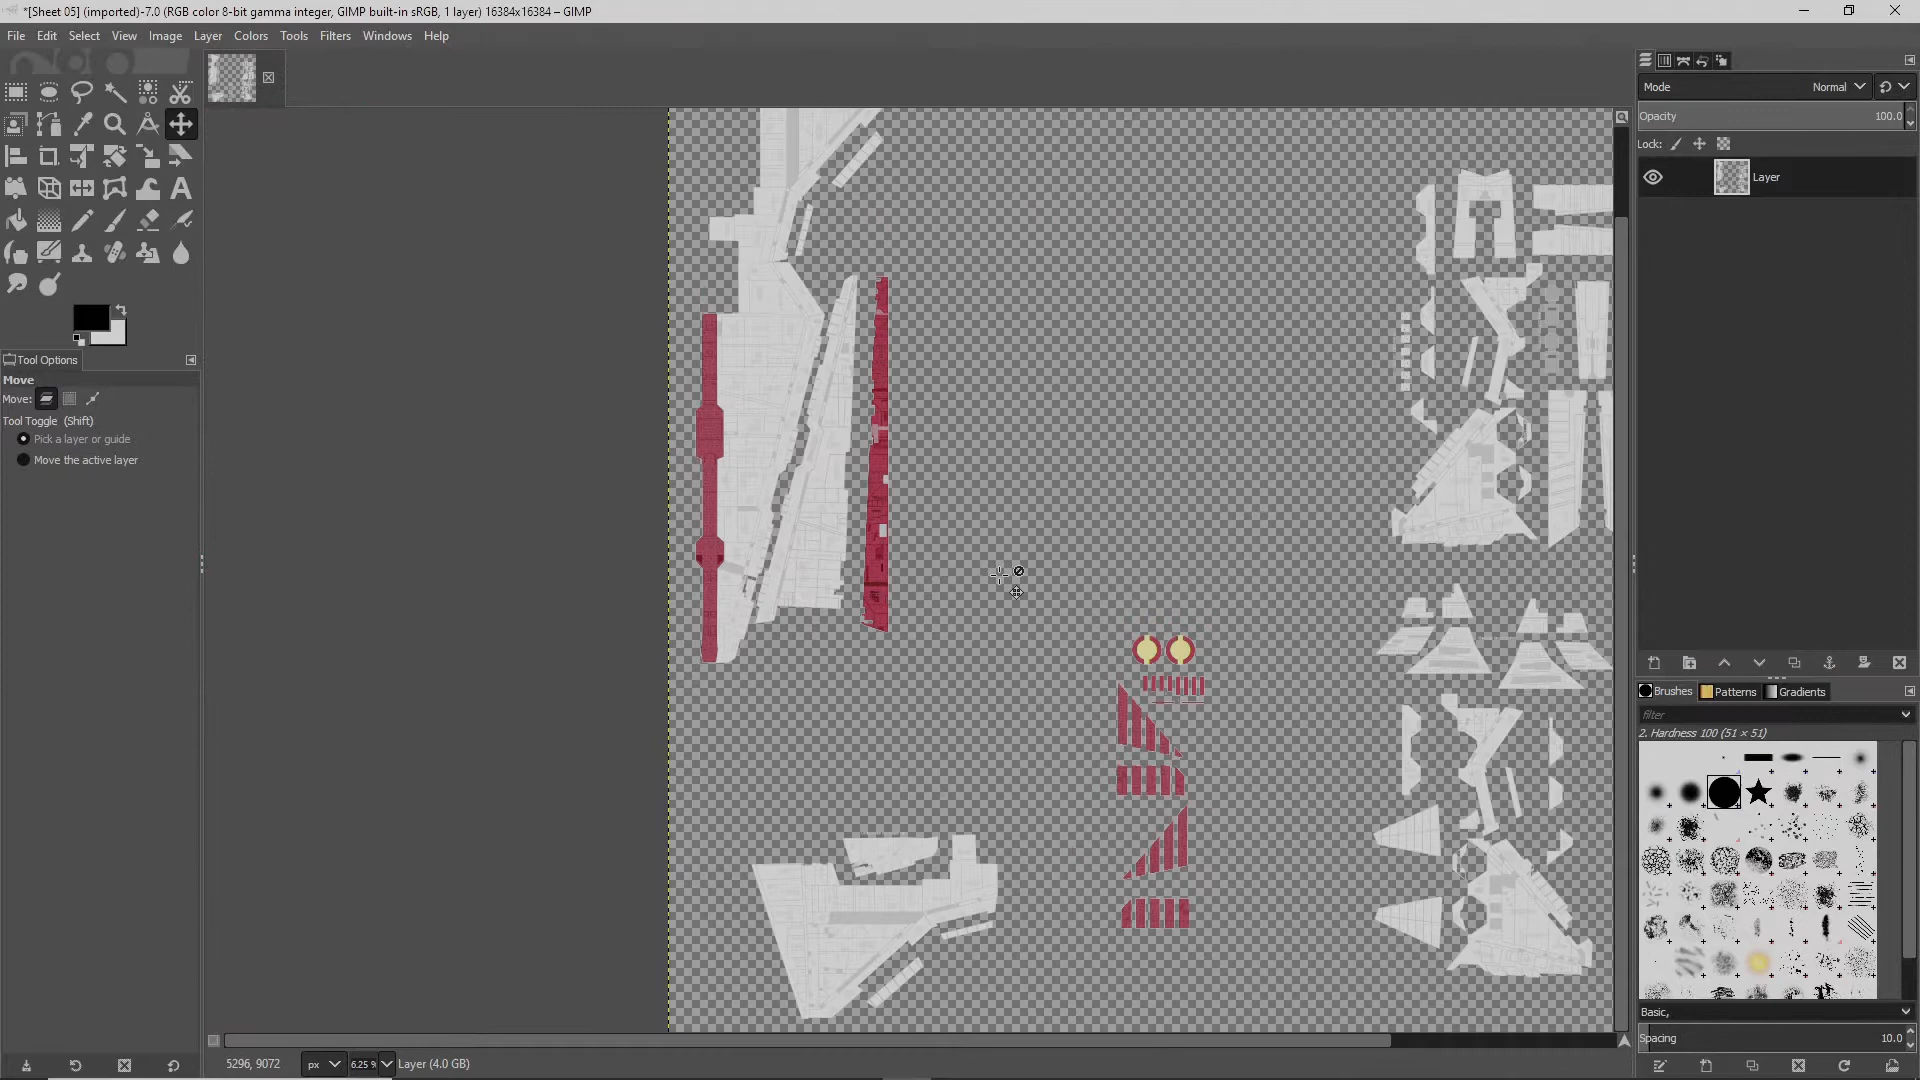 *[Sheet 05] (imported)-7.0 (RGB color 8-bit gamma integer, GIMP built-in sRGB, 1 layer) 16384x16384 – GIMP
File Edit Select View Image Layer Colors Tools Filters Windows Help
Mode Normal
Opacity 100.0
Lock:
Layer
Tool Options
Move
Move:
Tool Toggle (Shift)
Pick a layer or guide
Move the active layer
Brushes Patterns Gradients
filter
2. Hardness 100 (51 × 51)
Basic,
Spacing 10.0
5296, 9072 px 6.25 % Layer (4.0 GB)